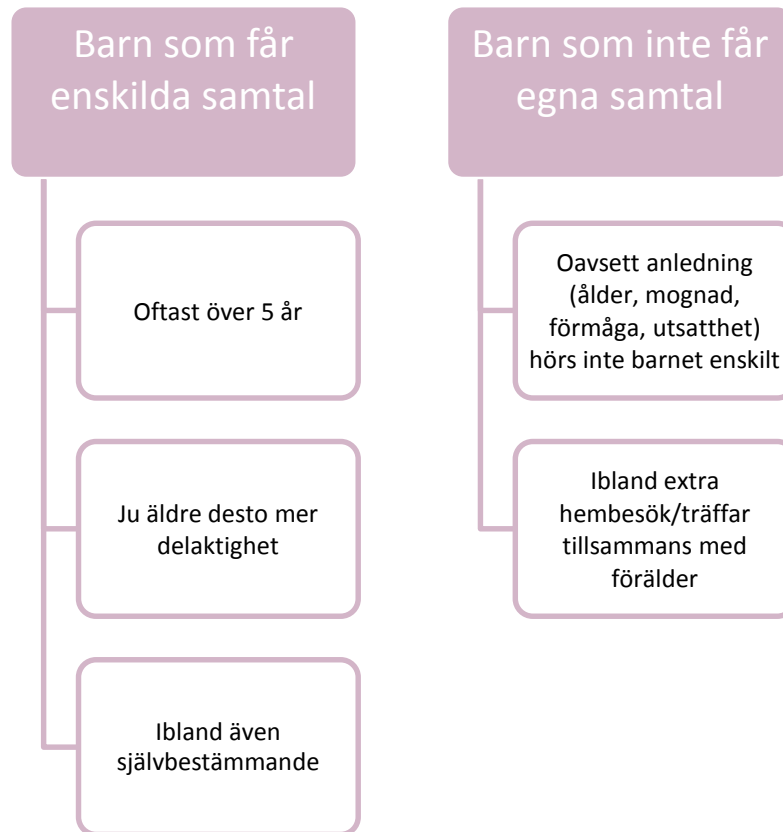 Barn som får
enskilda samtal
Oftast över 5 år
Ju äldre desto mer
delaktighet
Ibland även
självbestämmande
Barn som inte får
egna samtal
Oavsett anledning
(ålder, mognad,
förmåga, utsatthet)
hörs inte barnet enskilt
Ibland extra
hembesök/träffar
tillsammans med
förälder